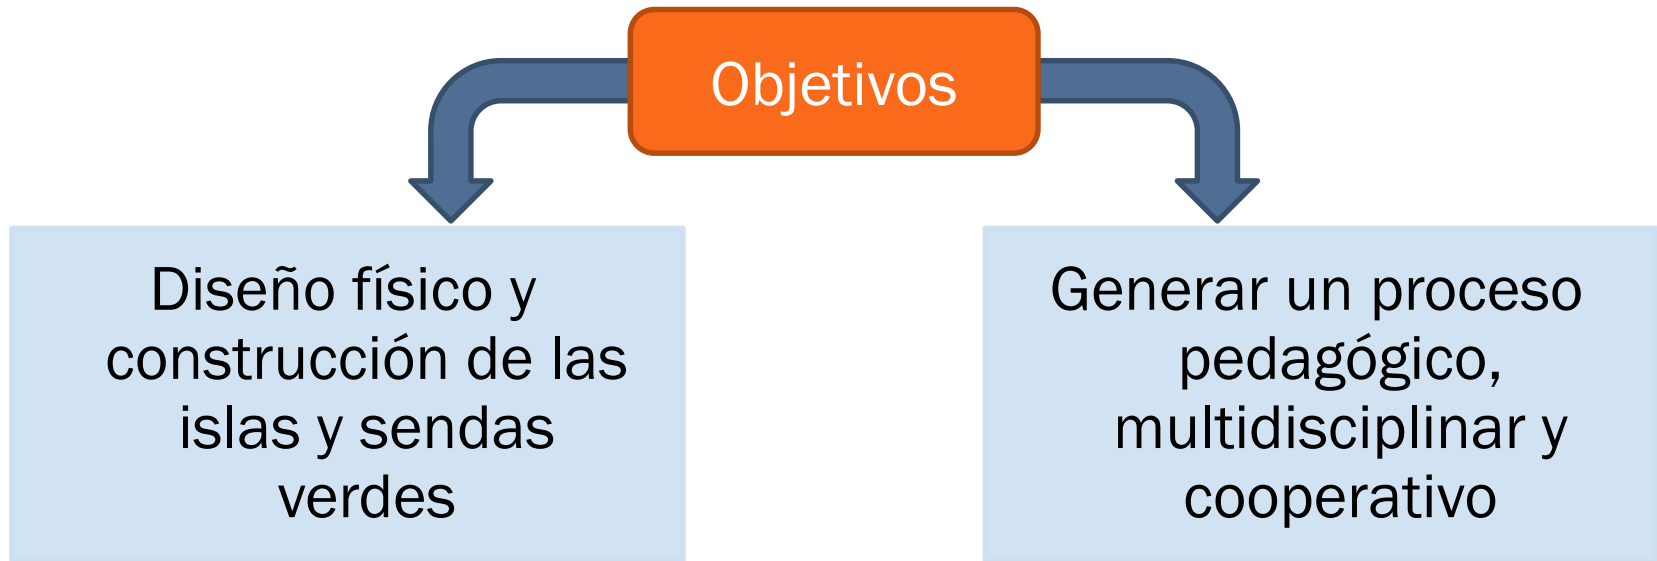 Objetivos
Diseño físico y
construcción de las
islas y sendas
verdes
Generar un proceso
pedagógico,
multidisciplinar y
cooperativo